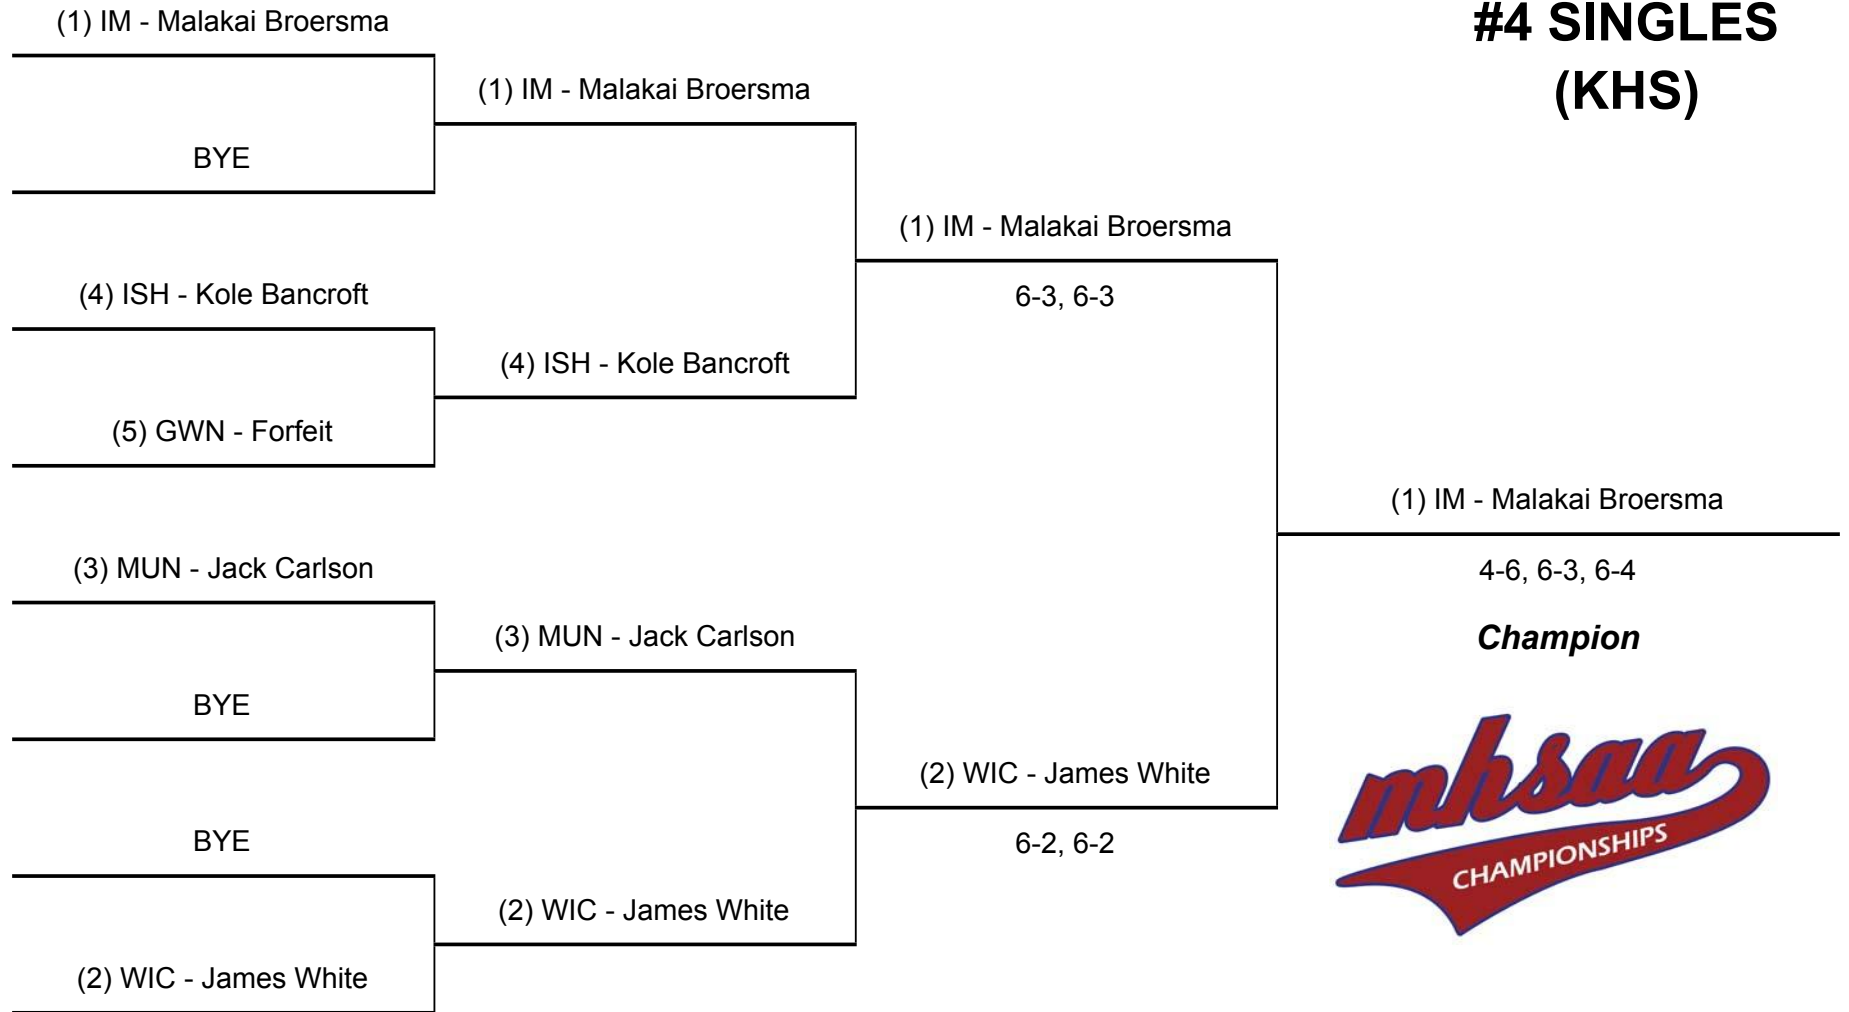 (1) IM - Malakai Broersma
BYE
(4) ISH - Kole Bancroft
(5) GWN - Forfeit
(3) MUN - Jack Carlson
BYE
BYE
(2) WIC - James White
(1) IM - Malakai Broersma
(4) ISH - Kole Bancroft
(3) MUN - Jack Carlson
(2) WIC - James White
(1) IM - Malakai Broersma
6-3, 6-3
(2) WIC - James White
6-2, 6-2
#4 SINGLES
(KHS)
(1) IM - Malakai Broersma
4-6, 6-3, 6-4
Champion
mhsaa
CHAMPIONSHIPS